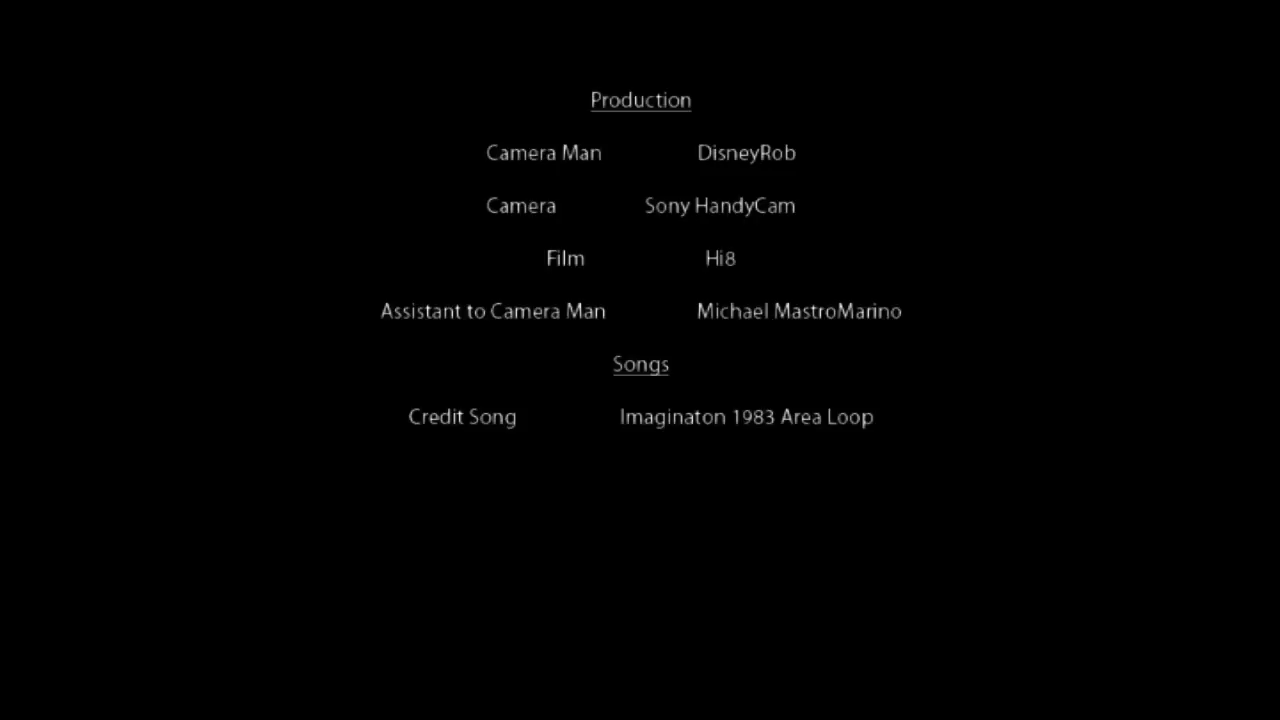 Production
Camera Man DisneyRob
Camera Sony HandyCam
Film Hi8
Assistant to Camera Man Michael MastroMarino
Songs
Credit Song Imaginaton 1983 Area Loop